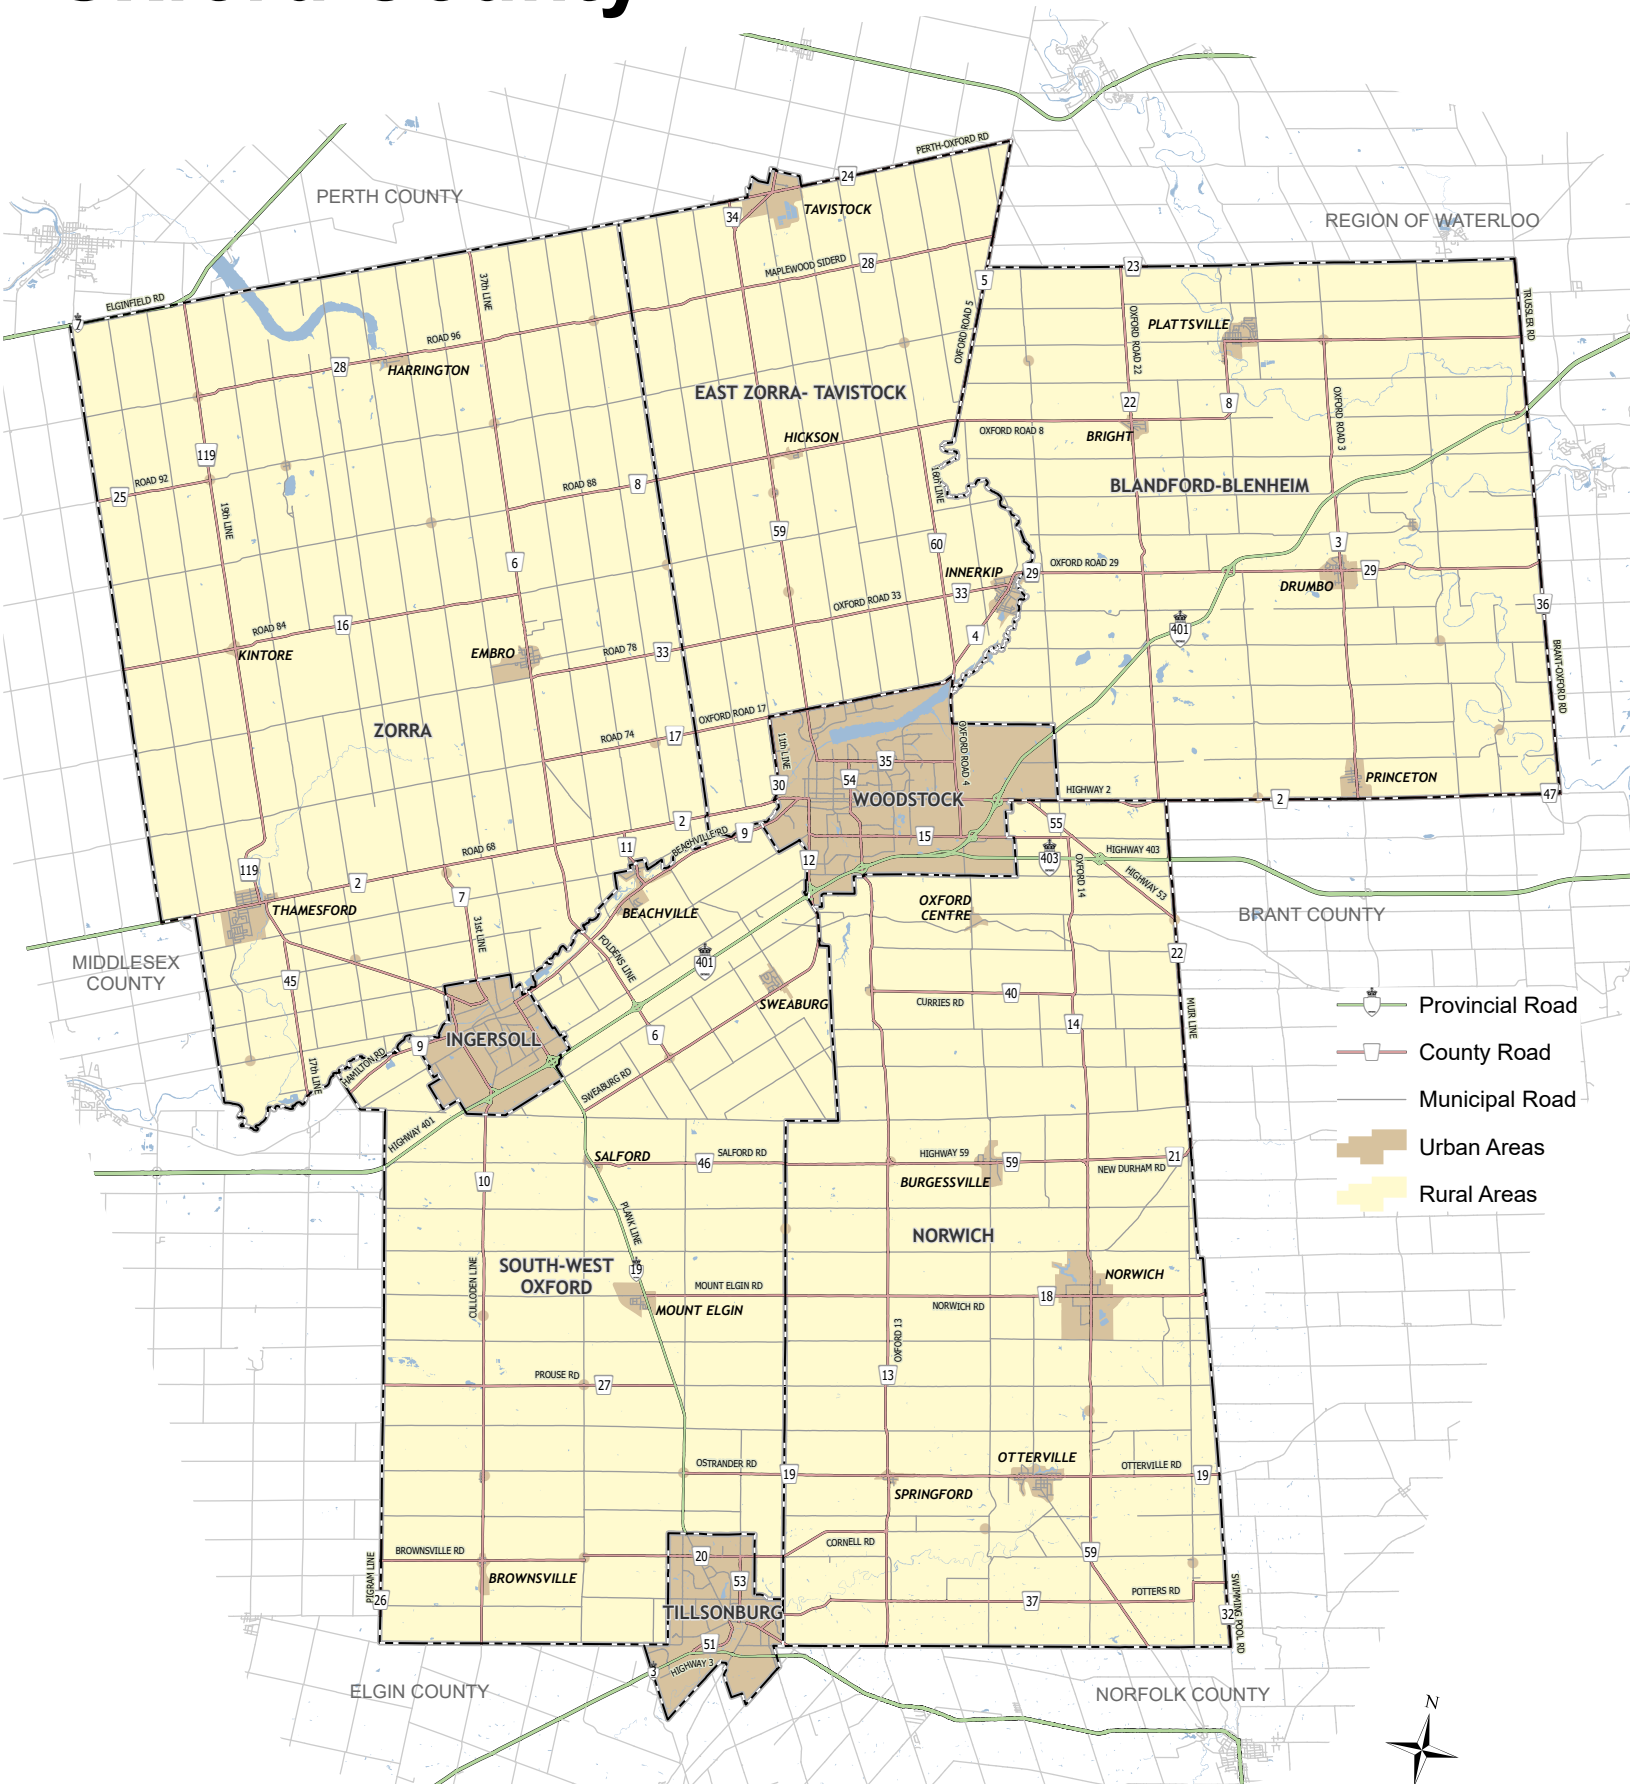 Oxford County
PERTH-OXFORD RD
24
PERTH COUNTY
TAVISTOCK
34
REGION OF WATERLOO
MAPLEWOOD SIDERD
28
23
5
37th LINE
ELGINFIELD RD
7
TRUSSLER RD
OXFORD ROAD 5
OXFORD ROAD 22
PLATTSVILLE
ROAD 96
28
HARRINGTON
EAST ZORRA- TAVISTOCK
22
8
OXFORD ROAD 3
OXFORD ROAD 8
BRIGHT
HICKSON
119
25
ROAD 92
ROAD 88
8
16th LINE
BLANDFORD-BLENHEIM
19th LINE
59
60
3
6
INNERKIP
29
OXFORD ROAD 29
29
DRUMBO
33
OXFORD ROAD 33
36
16
ROAD 84
4
401
KINTORE
EMBRO
ROAD 78
33
BRANT-OXFORD RD
ZORRA
OXFORD ROAD 17
ROAD 74
17
11th LINE
OXFORD ROAD 4
35
54
30
WOODSTOCK
PRINCETON
HIGHWAY 2
2
47
2
9
BEACHVILLE RD
15
55
11
ROAD 68
12
403
HIGHWAY 403
OXFORD 14
HIGHWAY 53
119
2
7
THAMESFORD
BEACHVILLE
OXFORD
CENTRE
BRANT COUNTY
31st LINE
FOLDENS LINE
401
22
MIDDLESEX
COUNTY
45
SWEABURG
CURRIES RD
40
14
MUIR LINE
Provincial Road
County Road
Municipal Road
Urban Areas
Rural Areas
INGERSOLL
9
6
HAMILTON RD
17th LINE
SWEABURG RD
HIGHWAY 401
SALFORD
46
SALFORD RD
HIGHWAY 59
59
21
NEW DURHAM RD
10
BURGESSVILLE
PLANK LINE
NORWICH
19
SOUTH-WEST
OXFORD
CULLODEN LINE
MOUNT ELGIN RD
MOUNT ELGIN
NORWICH
18
NORWICH RD
OXFORD 13
13
PROUSE RD
27
OTTERVILLE
OSTRANDER RD
19
OTTERVILLE RD
19
SPRINGFORD
BROWNSVILLE RD
20
CORNELL RD
59
PIGRAM LINE
26
BROWNSVILLE
53
POTTERS RD
37
32
SWIMMING POOL RD
TILLSONBURG
51
3
HIGHWAY 3
ELGIN COUNTY
NORFOLK COUNTY
N